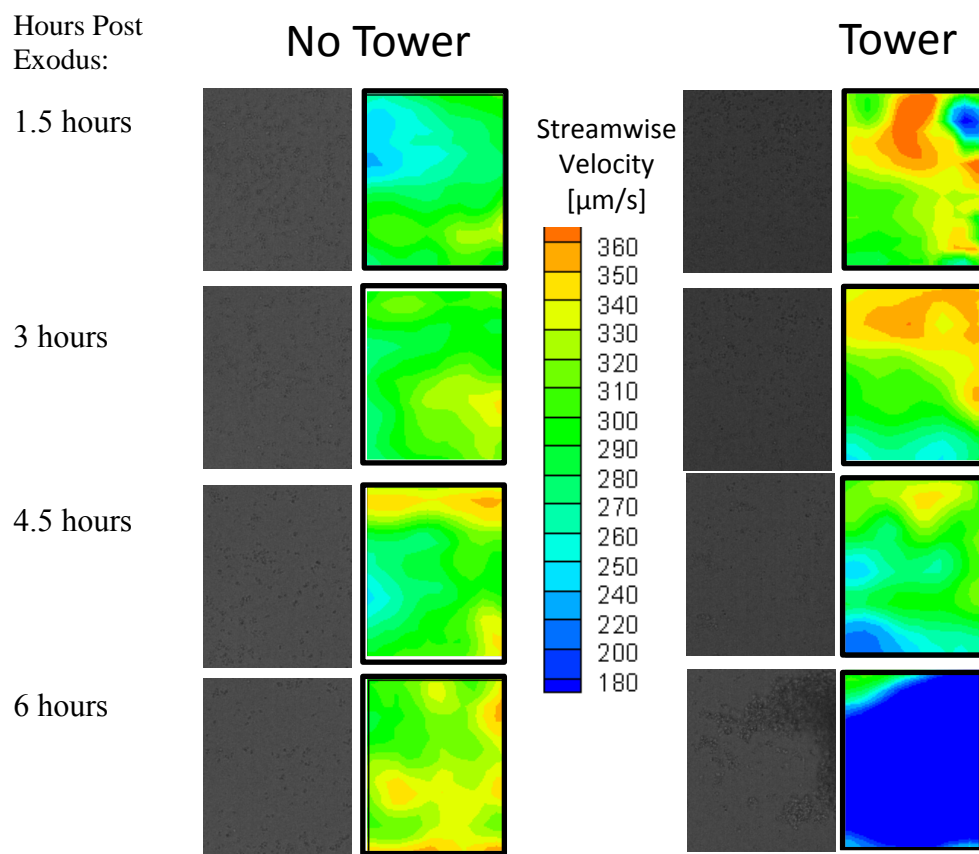 Hours Post
Exodus:
No Tower
Tower
1.5 hours
Streamwise
Velocity
[µm/s]
360
350
340
330
320
310
300
290
280
270
260
250
240
220
200
180
3 hours
4.5 hours
6 hours